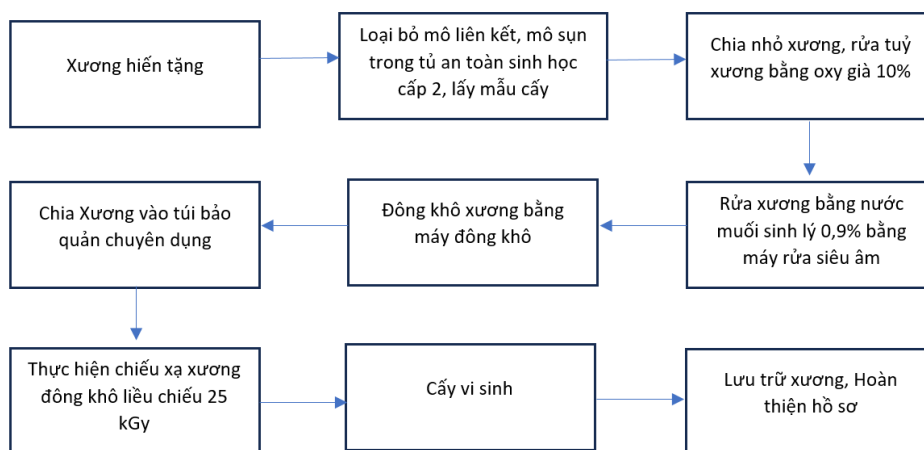 Xương hiến tặng
Loại bỏ mô liên kết, mô sụn
trong tủ an toàn sinh học
cấp 2, lấy mẫu cấy
Chia nhỏ xương, rửa tuỷ
xương bằng oxy già 10%
Rửa xương bằng nước
muối sinh lý 0,9% bằng
máy rửa siêu âm
Đông khô xương bằng
máy đông khô
Chia Xương vào túi bảo
quản chuyên dụng
Thực hiện chiếu xạ xương
đông khô liều chiếu 25
kGy
Cấy vi sinh
Lưu trữ xương, Hoàn
thiện hồ sơ